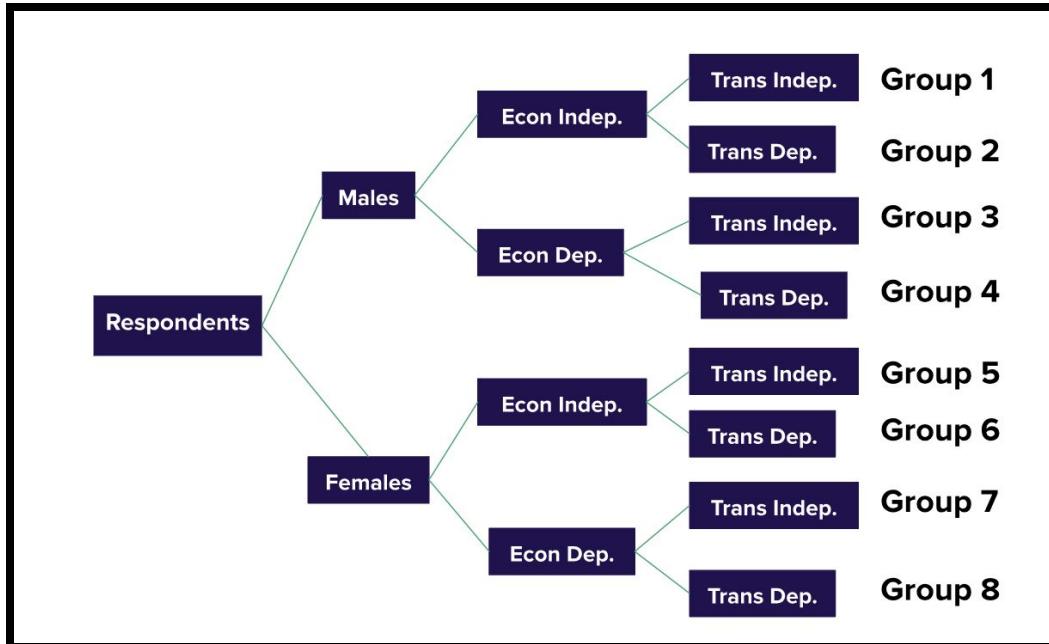 Trans Indep. Group 1
Econ Indep.
Trans Dep. Group 2
Males
Trans Indep. Group 3
Econ Dep.
Trans Dep. Group 4
Respondents
Trans Indep. Group 5
Econ Indep.
Trans Dep. Group 6
Females
Trans Indep. Group 7
Econ Dep.
Trans Dep. Group 8